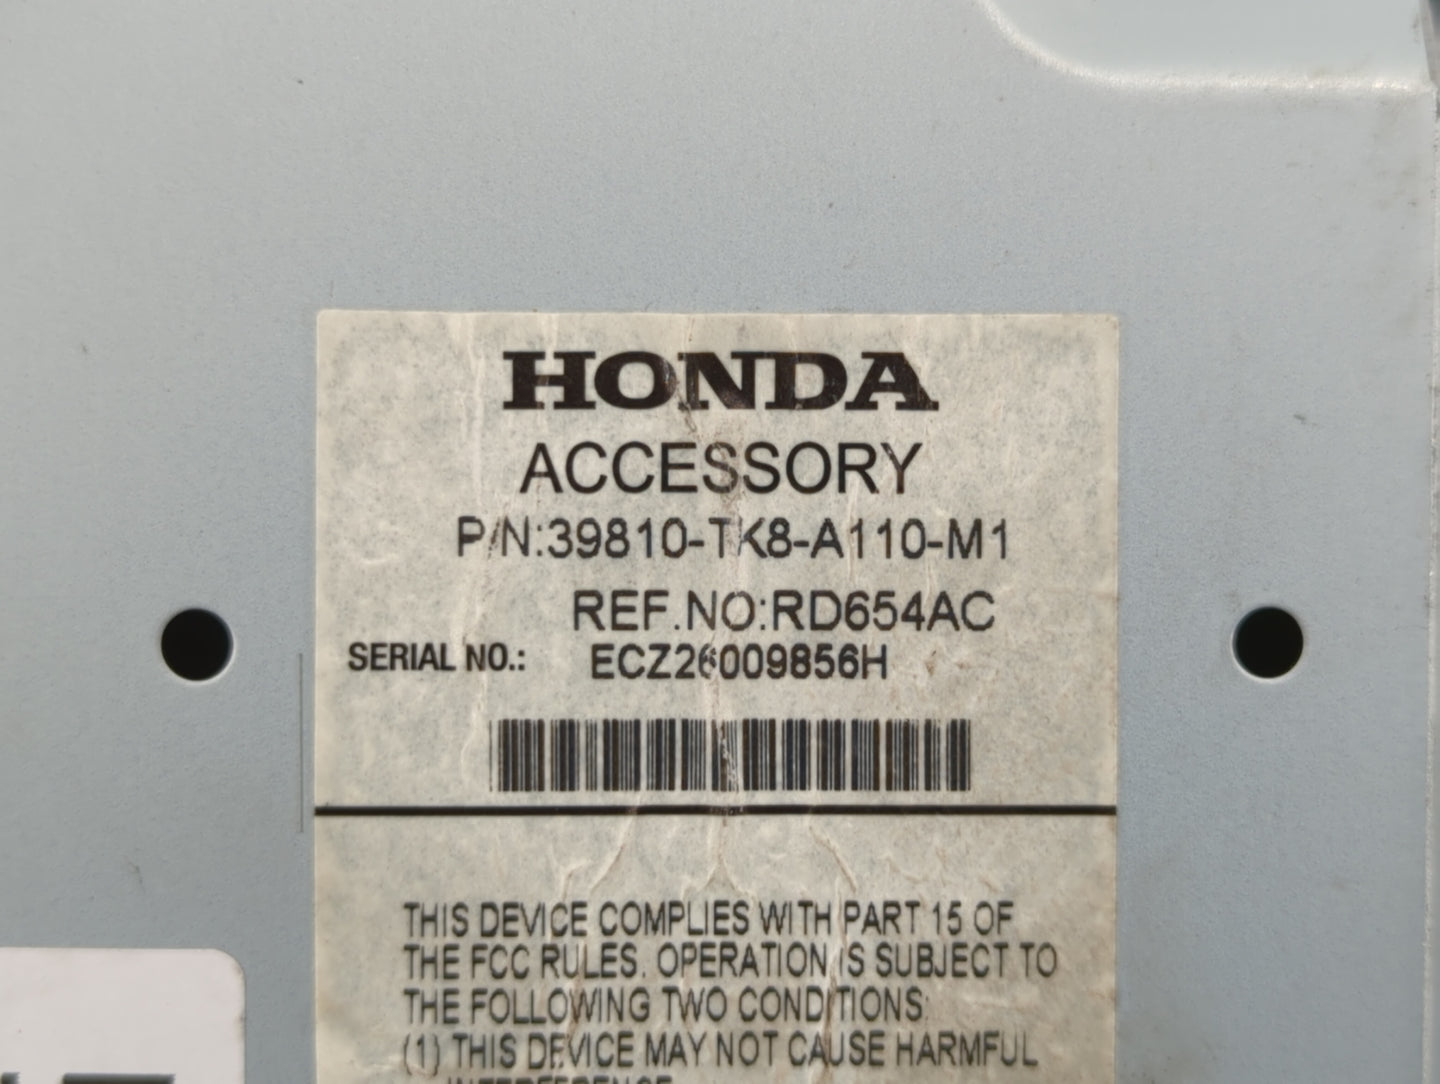 HONDA
ACCESSORY
P/N:39810-TK8-A110-M1
REF.NO:RD654AC
SERIAL NO.: ECZ26009856H
THIS DEVICE COMPLIES WITH PART 15 OF
THE FCC RULES. OPERATION IS SUBJECT TO
THE FOLLOWING TWO CONDITIONS:
(1) THIS DEVICE MAY NOT CAUSE HARMFUL
INTERFERENCE